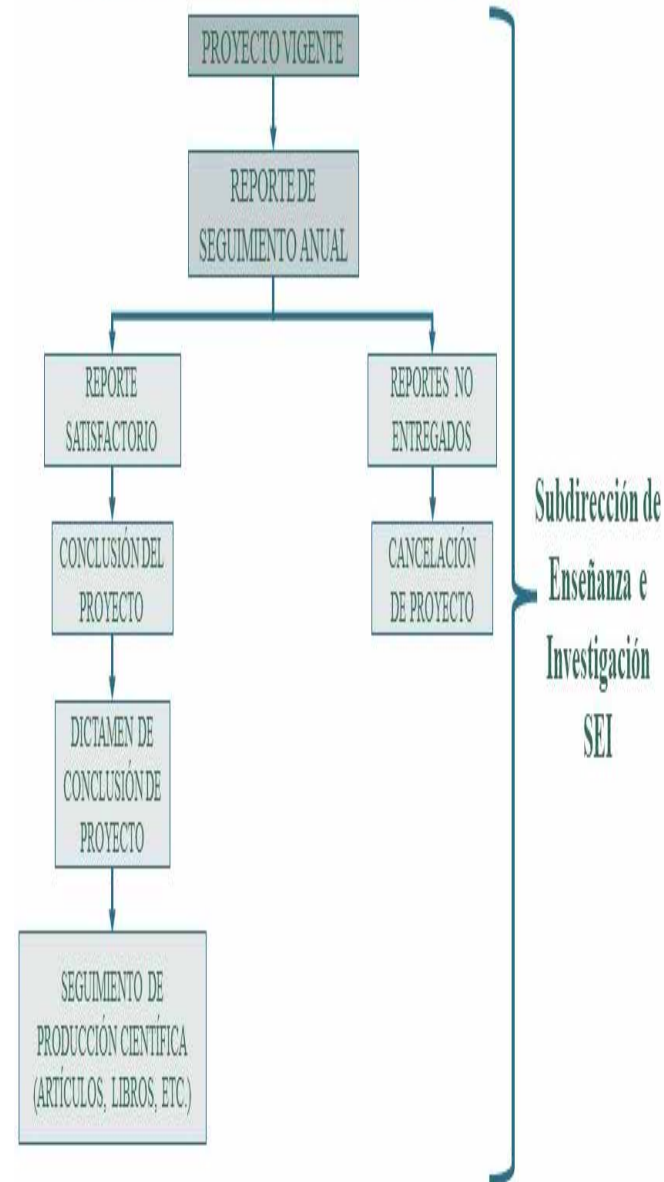 PROYECTO VIGENTE
REPORTE DE
SEGUIMIENTO ANUAL
REPORTE
SATISFACTORIO
REPORTES NO
ENTREGADOS
CONCLUSIÓN DEL
PROYECTO
CANCELACIÓN
DE PROYECTO
DICTAMEN DE
CONCLUSIÓN DE
PROYECTO
SEGUIMIENTO DE
PRODUCCIÓN CIENTÍFICA
(ARTÍCULOS, LIBROS, ETC.)
Subdirección de
Enseñanza e
Investigación
SEI